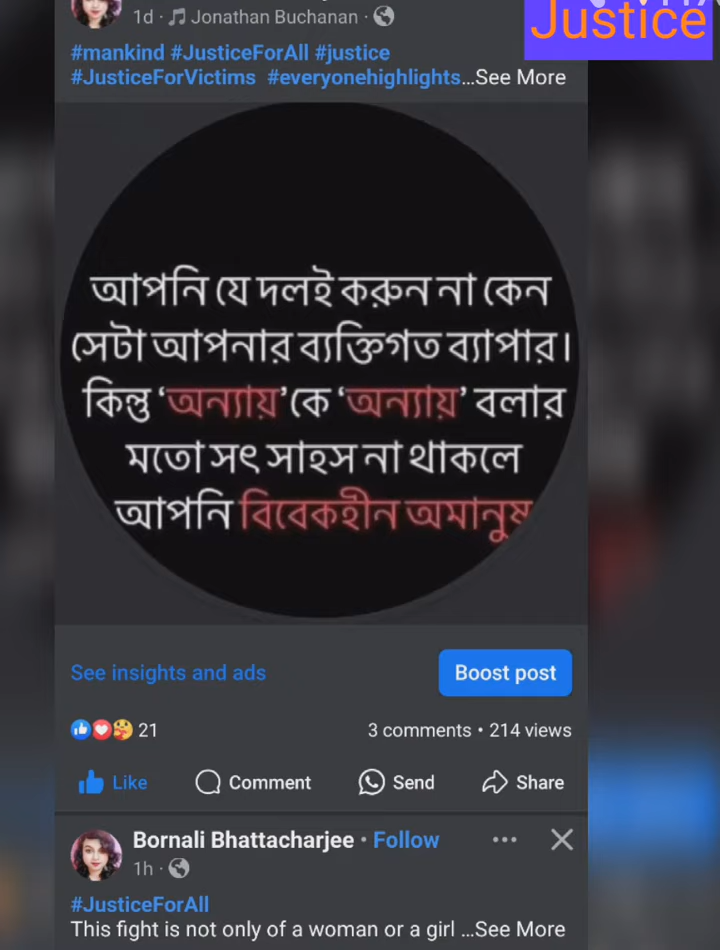 Justice
1d · Jonathan Buchanan ·
#mankind #JusticeForAll #justice
#JusticeForVictims #everyonehighlights...See More
আপনি যে দলই করুন না কেন
সেটা আপনার ব্যক্তিগত ব্যাপার।
কিন্তু ‘অন্যায়’কে ‘অন্যায়’ বলার
মতো সৎ সাহস না থাকলে
আপনি বিবেকহীন অমানুষ
See insights and ads
Boost post
21
3 comments • 214 views
Like
Comment
Send
Share
Bornali Bhattacharjee · Follow
1h ·
#JusticeForAll
This fight is not only of a woman or a girl ...See More